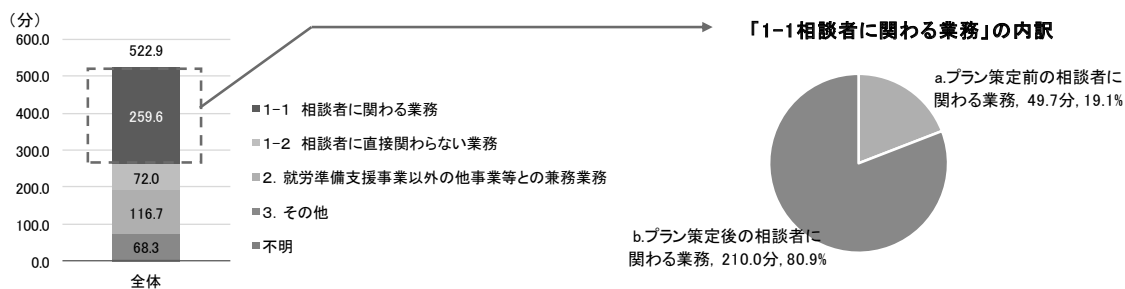 （分）
600.0
500.0
400.0
300.0
200.0
100.0
0.0
522.9
259.6
72.0
116.7
68.3
全体
■1-1　相談者に関わる業務
■1-2　相談者に直接関わらない業務
■2．就労準備支援事業以外の他事業等との兼務業務
■3．その他
■不明
「1-1相談者に関わる業務」の内訳
a.プラン策定前の相談者に
関わる業務, 49.7分, 19.1%
b.プラン策定後の相談者に
関わる業務, 210.0分, 80.9%